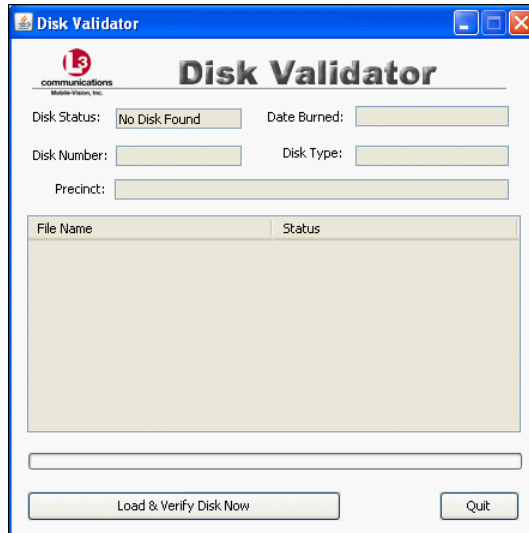 Disk Validator
L3
communications
Mobile-Vision, Inc.
Disk Validator
Disk Status: No Disk Found Date Burned:
Disk Number: Disk Type:
Precinct:
File Name Status
Load & Verify Disk Now Quit